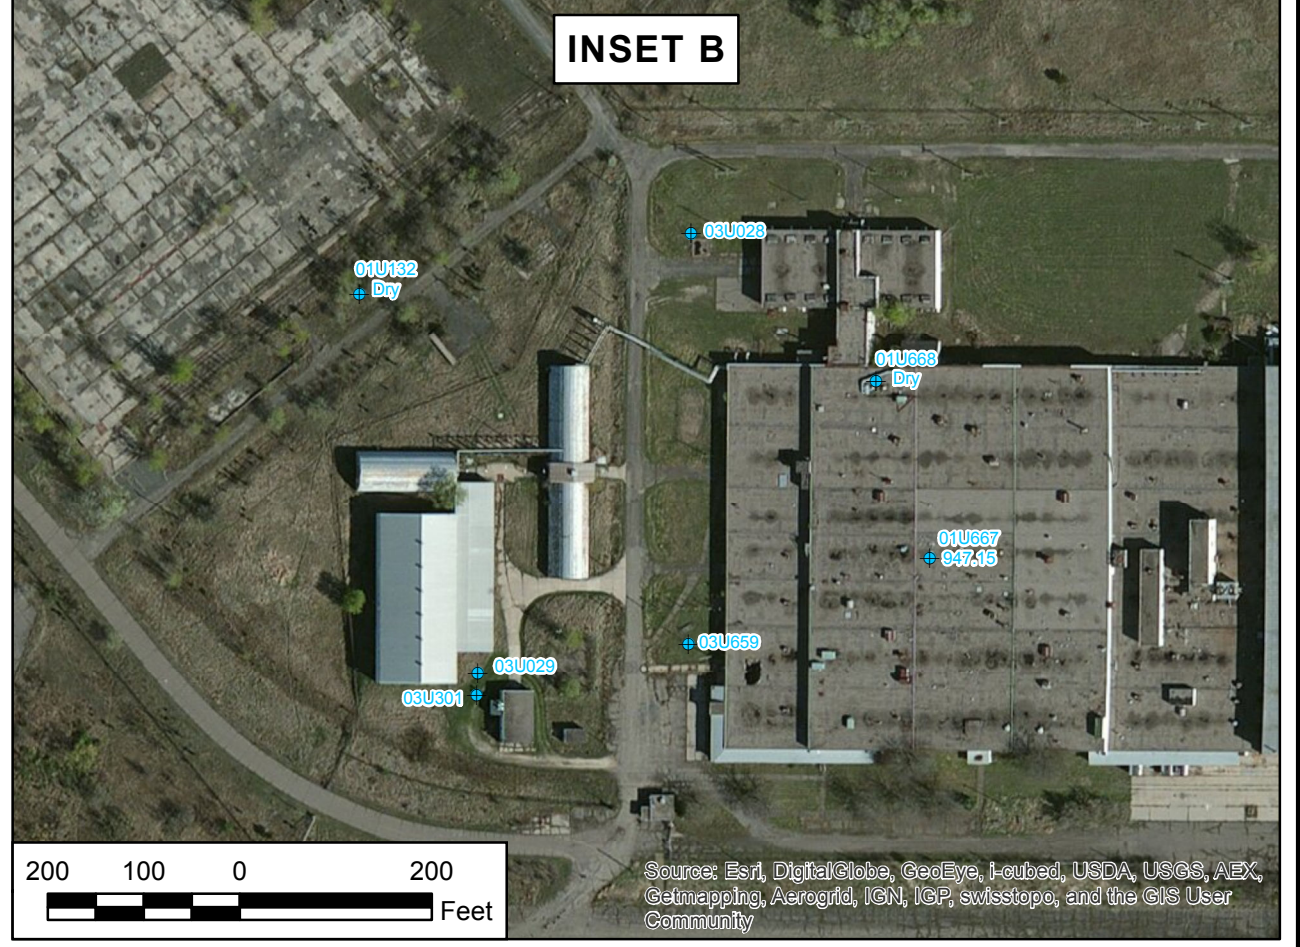 INSET B
03U028
01U132
Dry
01U668
Dry
01U667
947.15
03U659
03U029
03U301
200 100 0 200
Feet
Source: Esri, DigitalGlobe, GeoEye, i-cubed, USDA, USGS, AEX,
Getmapping, Aerogrid, IGN, IGP, swisstopo, and the GIS User
Community